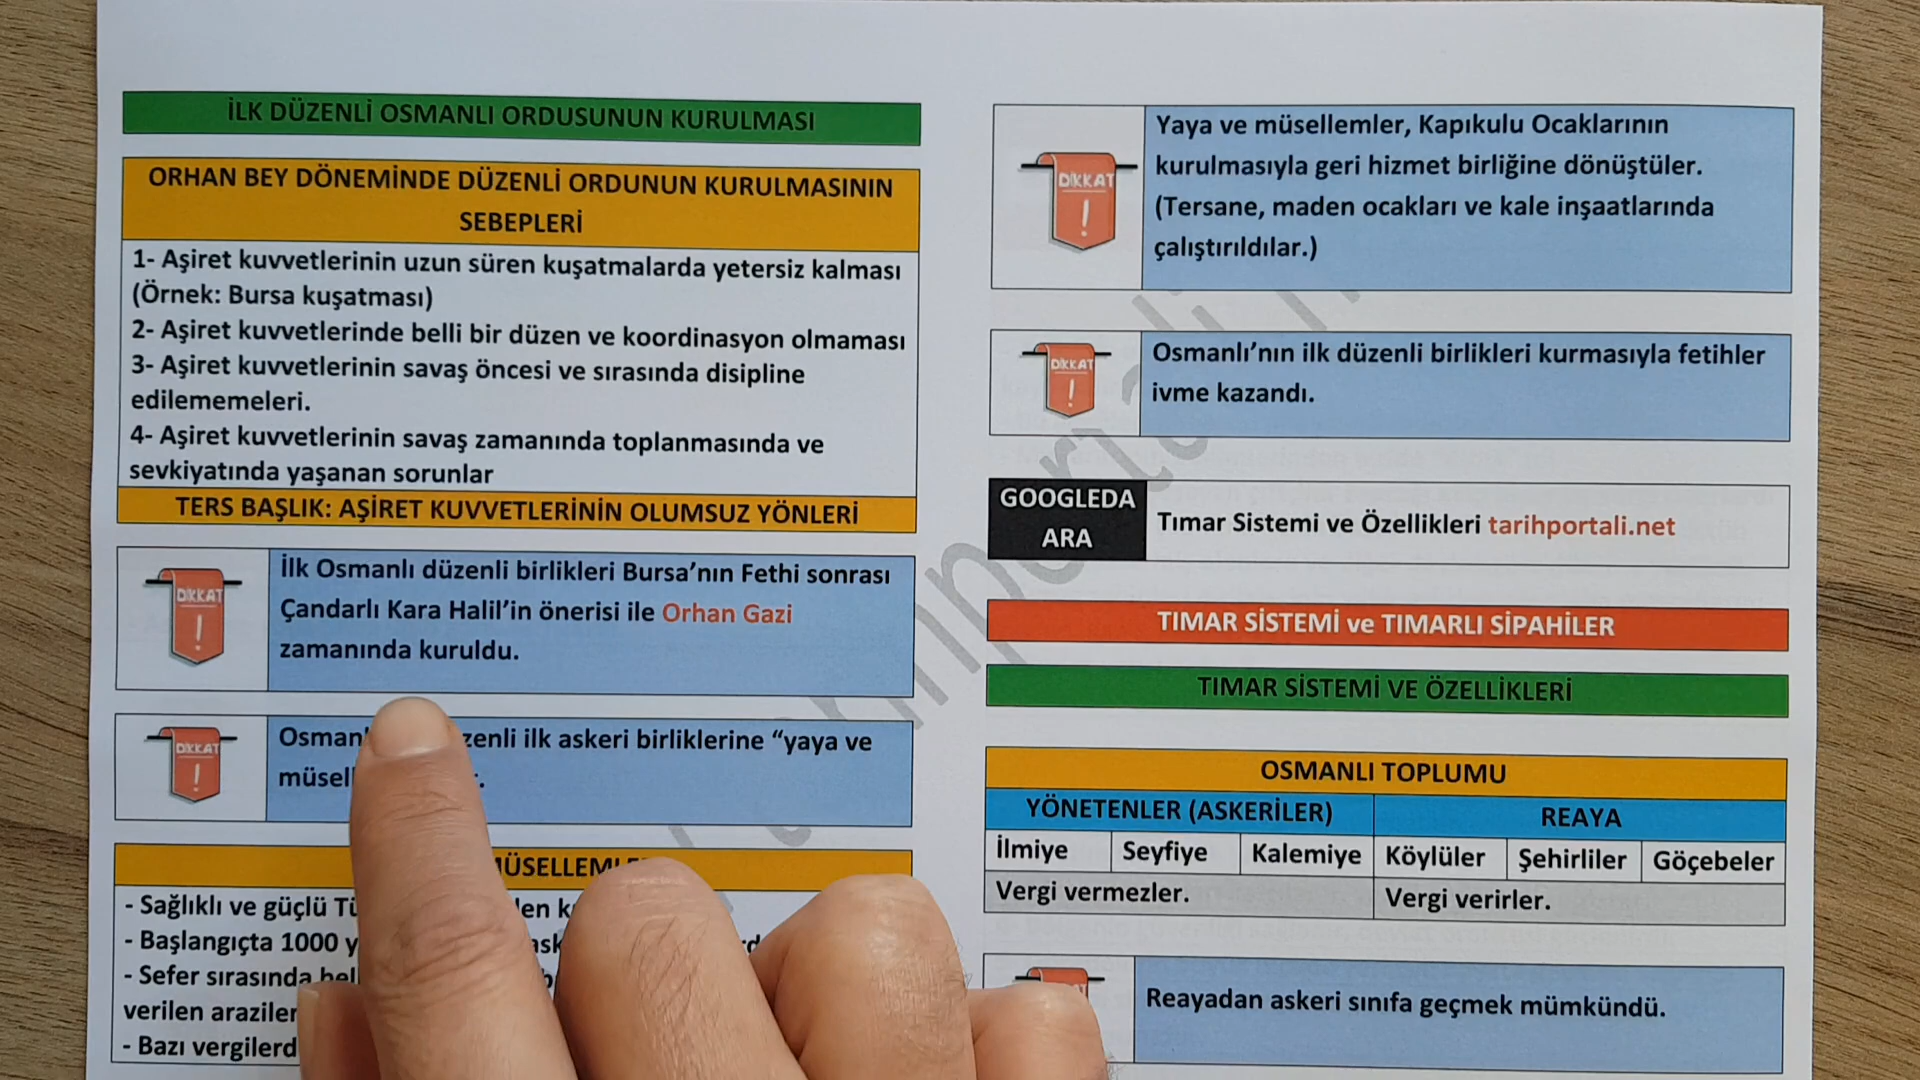 İLK DÜZENLİ OSMANLI ORDUSUNUN KURULMASI
ORHAN BEY DÖNEMİNDE DÜZENLİ ORDUNUN KURULMASININ
SEBEPLERİ
1- Aşiret kuvvetlerinin uzun süren kuşatmalarda yetersiz kalması
(Örnek: Bursa kuşatması)
2- Aşiret kuvvetlerinde belli bir düzen ve koordinasyon olmaması
3- Aşiret kuvvetlerinin savaş öncesi ve sırasında disipline
edilememeleri.
4- Aşiret kuvvetlerinin savaş zamanında toplanmasında ve
sevkiyatında yaşanan sorunlar
TERS BAŞLIK: AŞİRET KUVVETLERİNİN OLUMSUZ YÖNLERİ
DİKKAT
!
İlk Osmanlı düzenli birlikleri Bursa’nın Fethi sonrası
Çandarlı Kara Halil’in önerisi ile Orhan Gazi
zamanında kuruldu.
DİKKAT
!
ilk askeri birliklerine “yaya ve
- Sağlıklı ve güçlü
- Başlangıçta 1000
- Sefer sırasında
verilen
- Bazı
DİKKAT
!
Yaya ve müsellemler, Kapıkulu Ocaklarının
kurulmasıyla geri hizmet birliğine dönüştüler.
(Tersane, maden ocakları ve kale inşaatlarında
çalıştırıldılar.)
DİKKAT
!
Osmanlı’nın ilk düzenli birlikleri kurmasıyla fetihler
ivme kazandı.
GOOGLEDA
ARA
Tımar Sistemi ve Özellikleri tarihportali.net
TIMAR SİSTEMİ ve TIMARLI SİPAHİLER
TIMAR SİSTEMİ VE ÖZELLİKLERİ
OSMANLI TOPLUMU
YÖNETENLER (ASKERİLER) REAYA
İlmiye Seyfiye Kalemiye Köylüler Şehirliler Göçebeler
Vergi vermezler. Vergi verirler.
Reayadan askeri sınıfa geçmek mümkündü.